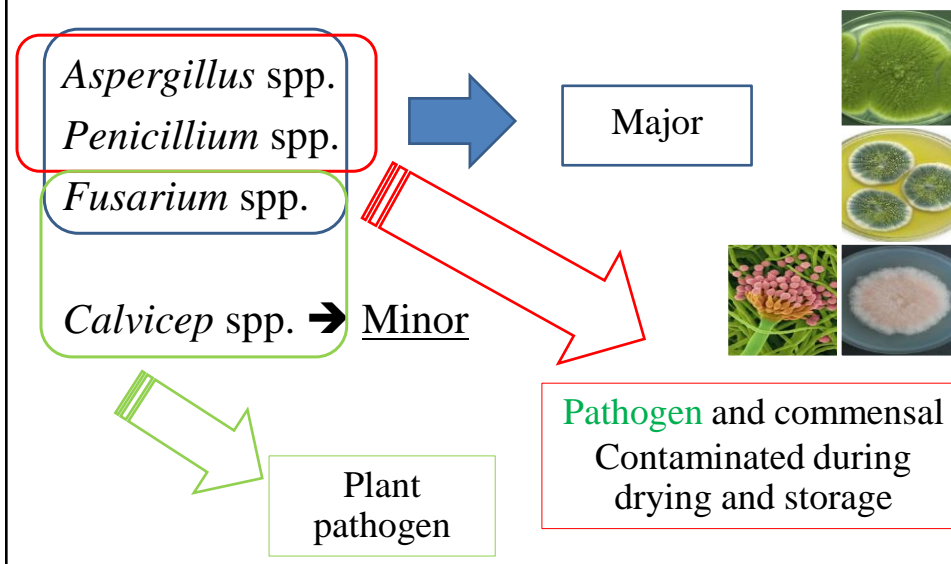 Aspergillus spp.
Penicillium spp.
Fusarium spp.
Calvicep spp. 🡺 Minor
Major
Pathogen and commensal
Contaminated during
drying and storage
Plant
pathogen